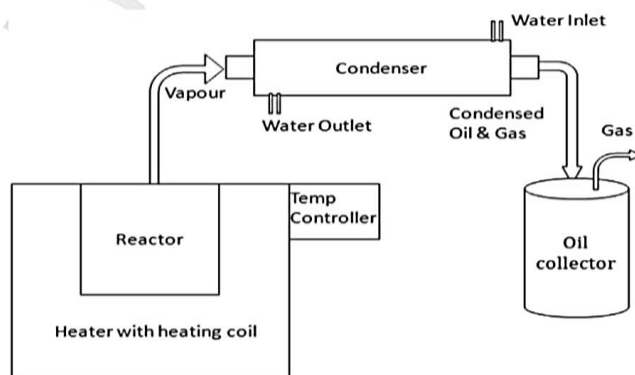 Water Inlet
Condenser
Vapour
Water Outlet
Condensed
Oil & Gas
Gas
Temp
Controller
Reactor
Oil
collector
Heater with heating coil